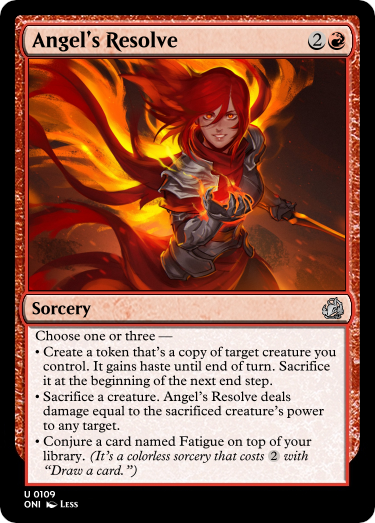 Angel's Resolve 2
Sorcery
Choose one or three —
• Create a token that's a copy of target creature you
control. It gains haste until end of turn. Sacrifice
it at the beginning of the next end step.
• Sacrifice a creature. Angel's Resolve deals
damage equal to the sacrificed creature's power
to any target.
• Conjure a card named Fatigue on top of your
library. (It's a colorless sorcery that costs 2 with
“Draw a card.”)
U 0109
ONI Less